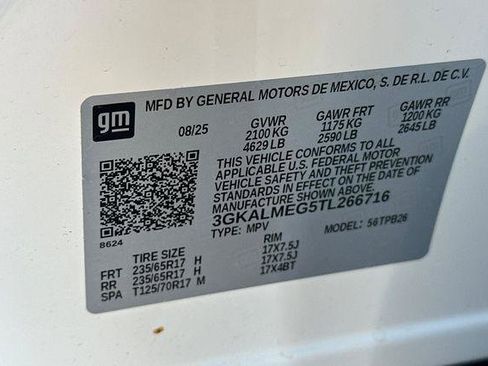 gm
MFD BY GENERAL MOTORS DE MEXICO, S. DE R.L. DE C.V.
08/25 GVWR GAWR FRT GAWR RR
2100 KG 1175 KG 1200 KG
4629 LB 2590 LB 2645 LB
THIS VEHICLE CONFORMS TO ALL
APPLICABLE U.S. FEDERAL MOTOR
VEHICLE SAFETY AND THEFT
PREVENTION STANDARDS IN EFFECT ON
THE DATE OF
MANUFACTURE SHOWN ABOVE.
3GKALMEG5TL266716
TYPE: MPV MODEL: 56TPB26
8624
TIRE SIZE RIM
FRT 235/65R17 H 17X7.5J
RR 235/65R17 H 17X7.5J
SPA T125/70R17 M 17X4BT